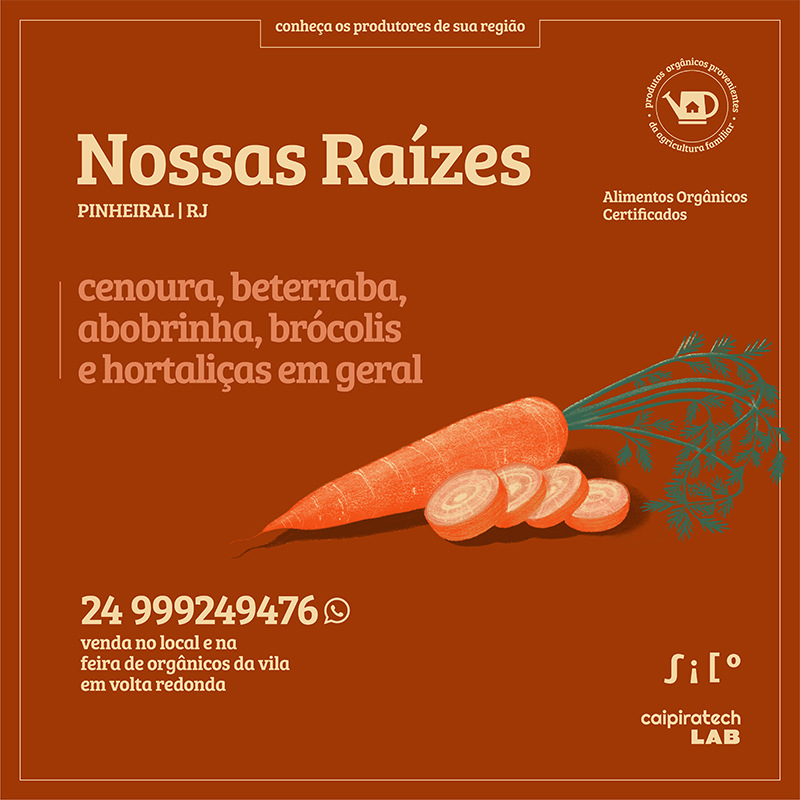 conheça os produtores de sua região
produtos orgânicos provenientes
da agricultura familiar
Nossas Raízes
PINHEIRAL | RJ
Alimentos Orgânicos
Certificados
cenoura, beterraba,
abobrinha, brócolis
e hortaliças em geral
24 999249476
venda no local e na
feira de orgânicos da vila
em volta redonda
caipiratech
LAB